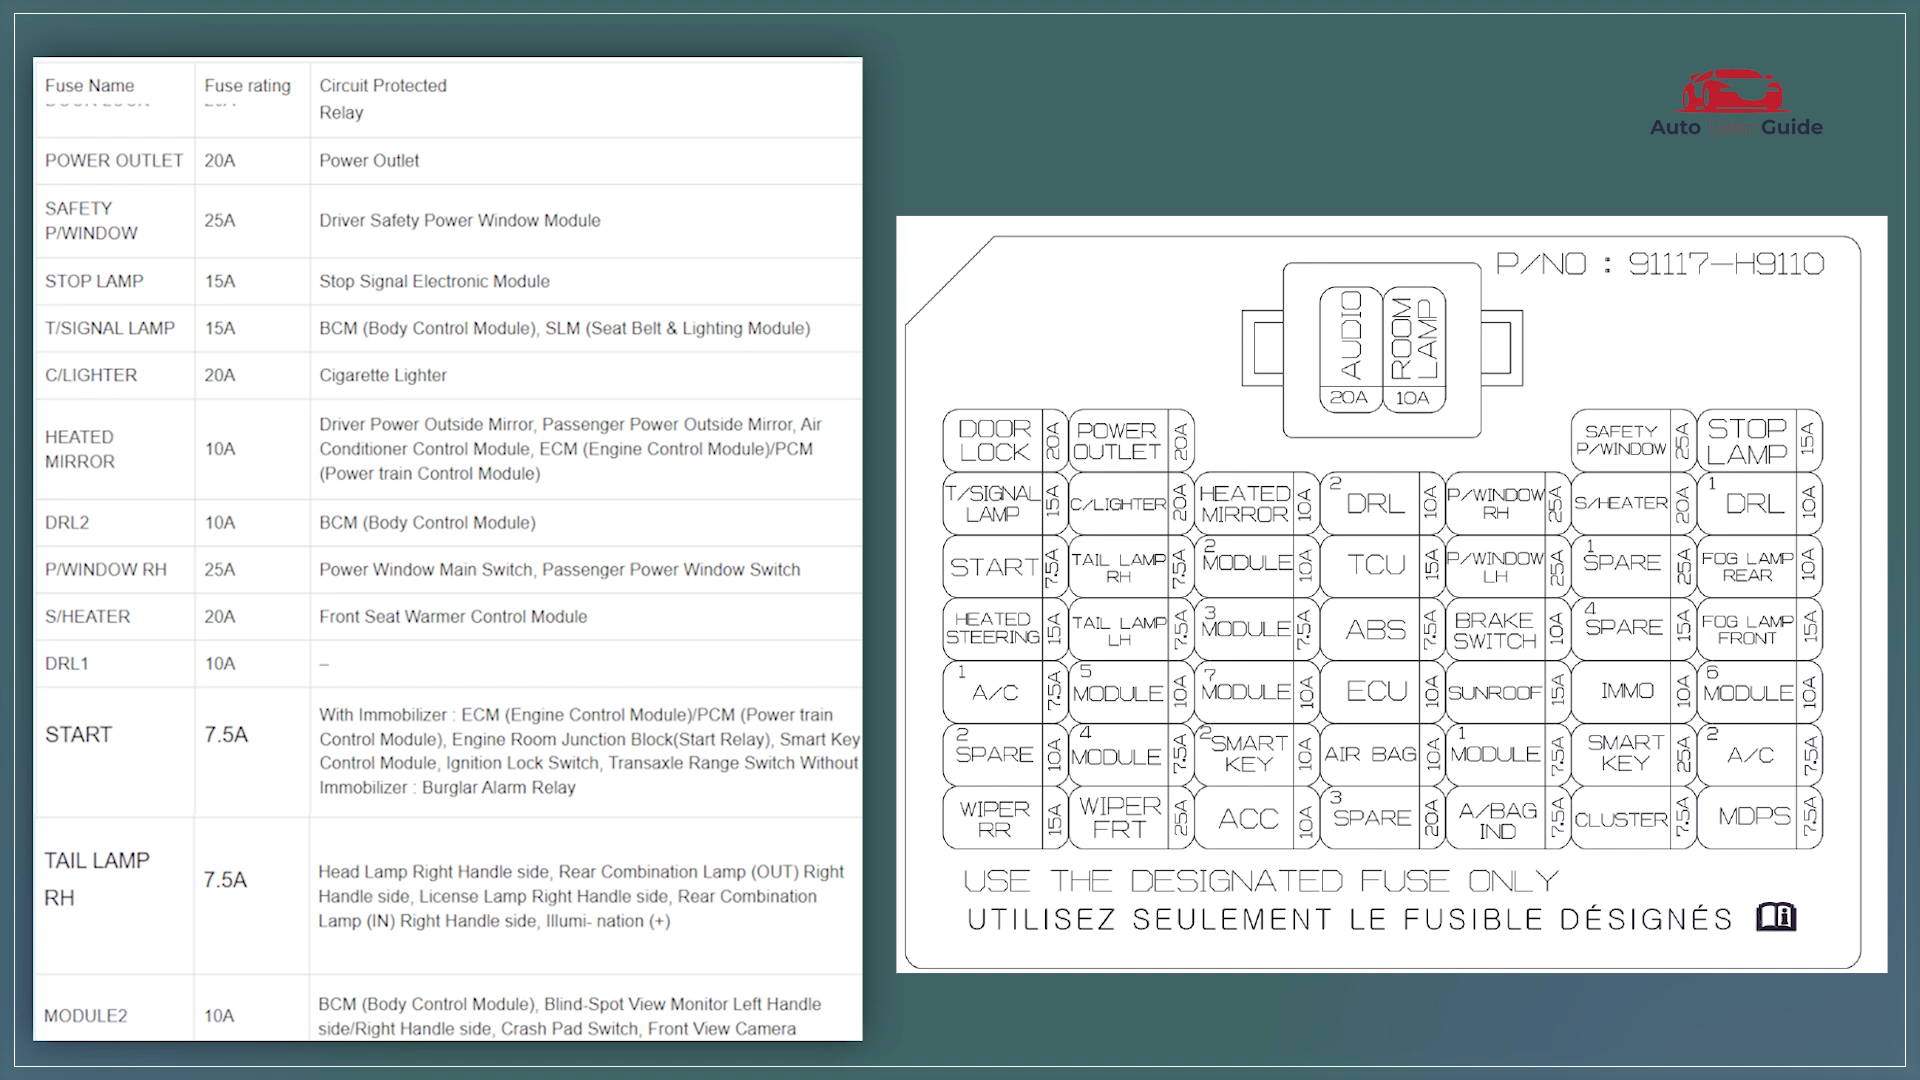 Fuse Name Fuse rating Circuit Protected
Relay
POWER OUTLET 20A Power Outlet
SAFETY
P/WINDOW 25A Driver Safety Power Window Module
STOP LAMP 15A Stop Signal Electronic Module
T/SIGNAL LAMP 15A BCM (Body Control Module), SLM (Seat Belt & Lighting Module)
C/LIGHTER 20A Cigarette Lighter
HEATED
MIRROR 10A Driver Power Outside Mirror, Passenger Power Outside Mirror, Air
Conditioner Control Module, ECM (Engine Control Module)/PCM
(Power train Control Module)
DRL2 10A BCM (Body Control Module)
P/WINDOW RH 25A Power Window Main Switch, Passenger Power Window Switch
S/HEATER 20A Front Seat Warmer Control Module
DRL1 10A –
START 7.5A With Immobilizer : ECM (Engine Control Module)/PCM (Power train
Control Module), Engine Room Junction Block(Start Relay), Smart Key
Control Module, Ignition Lock Switch, Transaxle Range Switch Without
Immobilizer : Burglar Alarm Relay
TAIL LAMP
RH 7.5A Head Lamp Right Handle side, Rear Combination Lamp (OUT) Right
Handle side, License Lamp Right Handle side, Rear Combination
Lamp (IN) Right Handle side, Illumi- nation (+)
MODULE2 10A BCM (Body Control Module), Blind-Spot View Monitor Left Handle
side/Right Handle side, Crash Pad Switch, Front View Camera
Auto User Guide
P/NO : 91117-H9110
AUDIO 20A ROOM LAMP 10A
DOOR LOCK 20A POWER OUTLET 20A SAFETY P/WINDOW 25A STOP LAMP 15A
T/SIGNAL LAMP 15A C/LIGHTER 20A HEATED MIRROR 10A 2 DRL 10A P/WINDOW RH 25A S/HEATER 20A 1 DRL 10A
START 7.5A TAIL LAMP RH 7.5A 2 MODULE 10A TCU 15A P/WINDOW LH 25A 1 SPARE 25A FOG LAMP REAR 10A
HEATED STEERING 15A TAIL LAMP LH 7.5A 3 MODULE 7.5A ABS 7.5A BRAKE SWITCH 10A 4 SPARE 15A FOG LAMP FRONT 15A
1 A/C 7.5A 5 MODULE 10A 7 MODULE 10A ECU 10A SUNROOF 15A IMMO 10A 6 MODULE 10A
2 SPARE 10A 4 MODULE 7.5A 2 SMART KEY 10A AIR BAG 10A 1 MODULE 7.5A SMART KEY 25A 2 A/C 7.5A
WIPER RR 15A WIPER FRT 25A ACC 10A 3 SPARE 20A A/BAG IND 7.5A CLUSTER 7.5A MDPS 7.5A
USE THE DESIGNATED FUSE ONLY
UTILISEZ SEULEMENT LE FUSIBLE DÉSIGNÉS